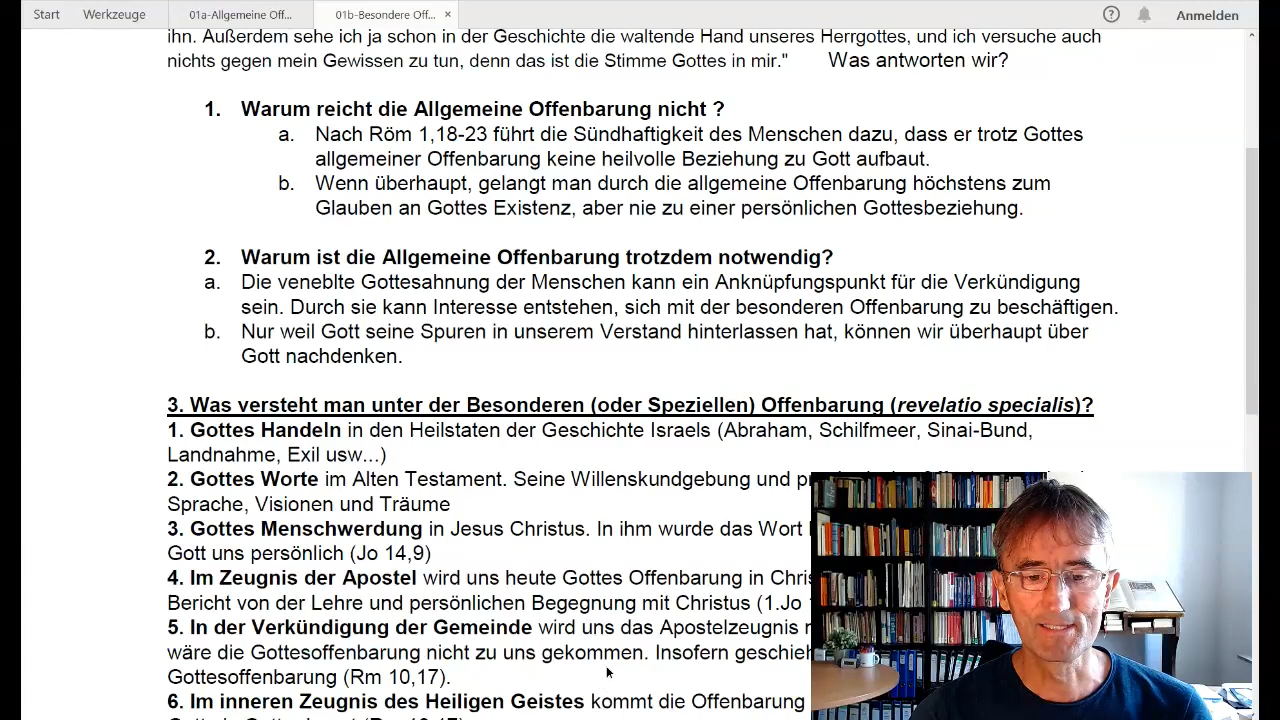 Start Werkzeuge 01a-Allgemeine Off... 01b-Besondere Off... × Anmelden
ihn. Außerdem sehe ich ja schon in der Geschichte die waltende Hand unseres Herrgottes, und ich versuche auch
nichts gegen mein Gewissen zu tun, denn das ist die Stimme Gottes in mir." Was antworten wir?
1. Warum reicht die Allgemeine Offenbarung nicht ?
a. Nach Röm 1,18-23 führt die Sündhaftigkeit des Menschen dazu, dass er trotz Gottes
allgemeiner Offenbarung keine heilvolle Beziehung zu Gott aufbaut.
b. Wenn überhaupt, gelangt man durch die allgemeine Offenbarung höchstens zum
Glauben an Gottes Existenz, aber nie zu einer persönlichen Gottesbeziehung.
2. Warum ist die Allgemeine Offenbarung trotzdem notwendig?
a. Die veneblte Gottesahnung der Menschen kann ein Anknüpfungspunkt für die Verkündigung
sein. Durch sie kann Interesse entstehen, sich mit der besonderen Offenbarung zu beschäftigen.
b. Nur weil Gott seine Spuren in unserem Verstand hinterlassen hat, können wir überhaupt über
Gott nachdenken.
3. Was versteht man unter der Besonderen (oder Speziellen) Offenbarung (revelatio specialis)?
1. Gottes Handeln in den Heilstaten der Geschichte Israels (Abraham, Schilfmeer, Sinai-Bund,
Landnahme, Exil usw...)
2. Gottes Worte im Alten Testament. Seine Willenskundgebung und
Sprache, Visionen und Träume
3. Gottes Menschwerdung in Jesus Christus. In ihm wurde das Wort
Gott uns persönlich (Jo 14,9)
4. Im Zeugnis der Apostel wird uns heute Gottes Offenbarung in
Bericht von der Lehre und persönlichen Begegnung mit Christus (1.Jo
5. In der Verkündigung der Gemeinde wird uns das Apostelzeugnis
wäre die Gottesoffenbarung nicht zu uns gekommen. Insofern
Gottesoffenbarung (Rm 10,17).
6. Im inneren Zeugnis des Heiligen Geistes kommt die Offenbarung